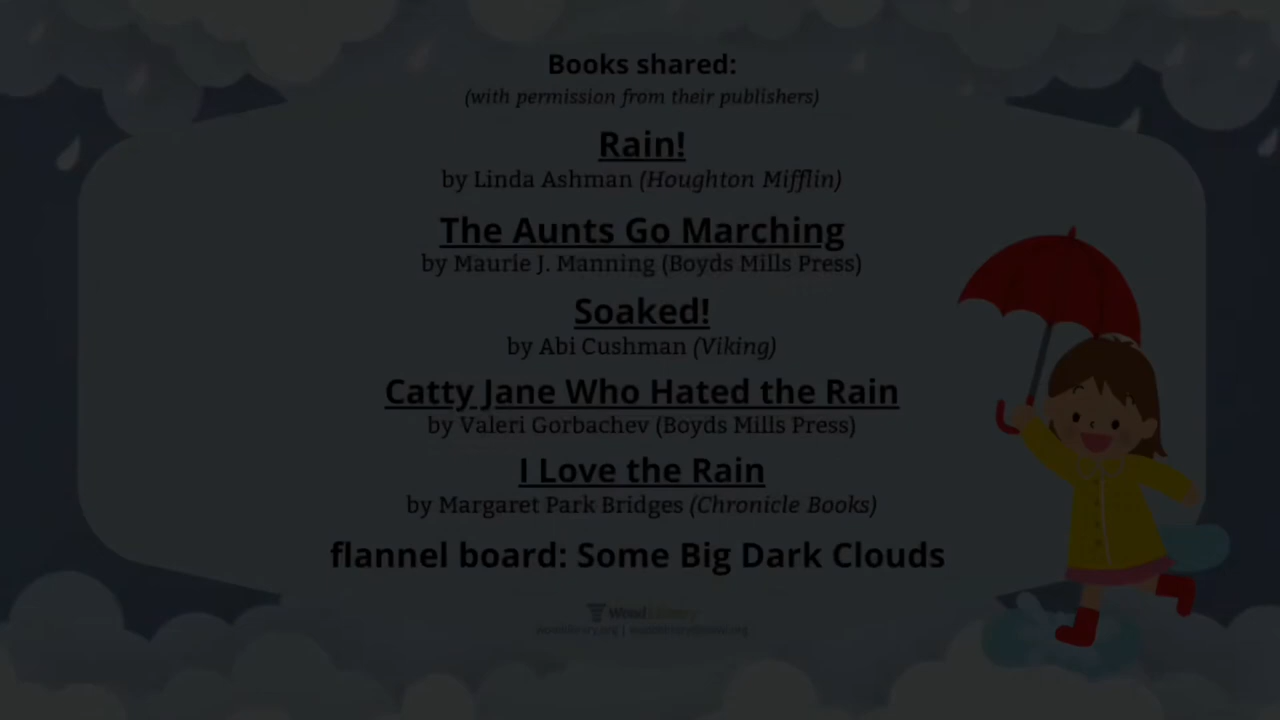 Books shared:
(with permission from their publishers)
Rain!
by Linda Ashman (Houghton Mifflin)
The Aunts Go Marching
by Maurie J. Manning (Boyds Mills Press)
Soaked!
by Abi Cushman (Viking)
Catty Jane Who Hated the Rain
by Valeri Gorbachev (Boyds Mills Press)
I Love the Rain
by Margaret Park Bridges (Chronicle Books)
flannel board: Some Big Dark Clouds
Wood Library